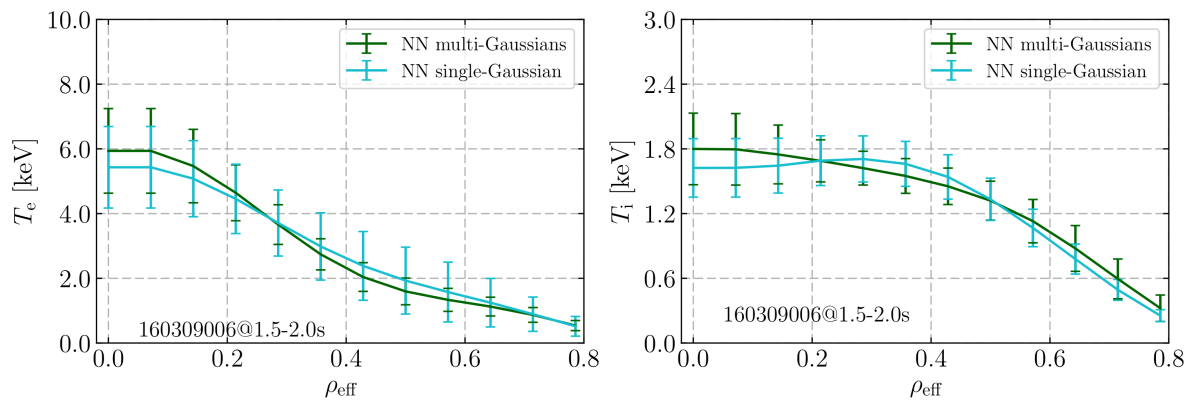 10.0
8.0
6.0
4.0
2.0
0.0
T_e [keV]
NN multi-Gaussians
NN single-Gaussian
160309006@1.5-2.0s
0.0 0.2 0.4 0.6 0.8
ρ_eff
3.0
2.4
1.8
1.2
0.6
0.0
T_i [keV]
NN multi-Gaussians
NN single-Gaussian
160309006@1.5-2.0s
0.0 0.2 0.4 0.6 0.8
ρ_eff